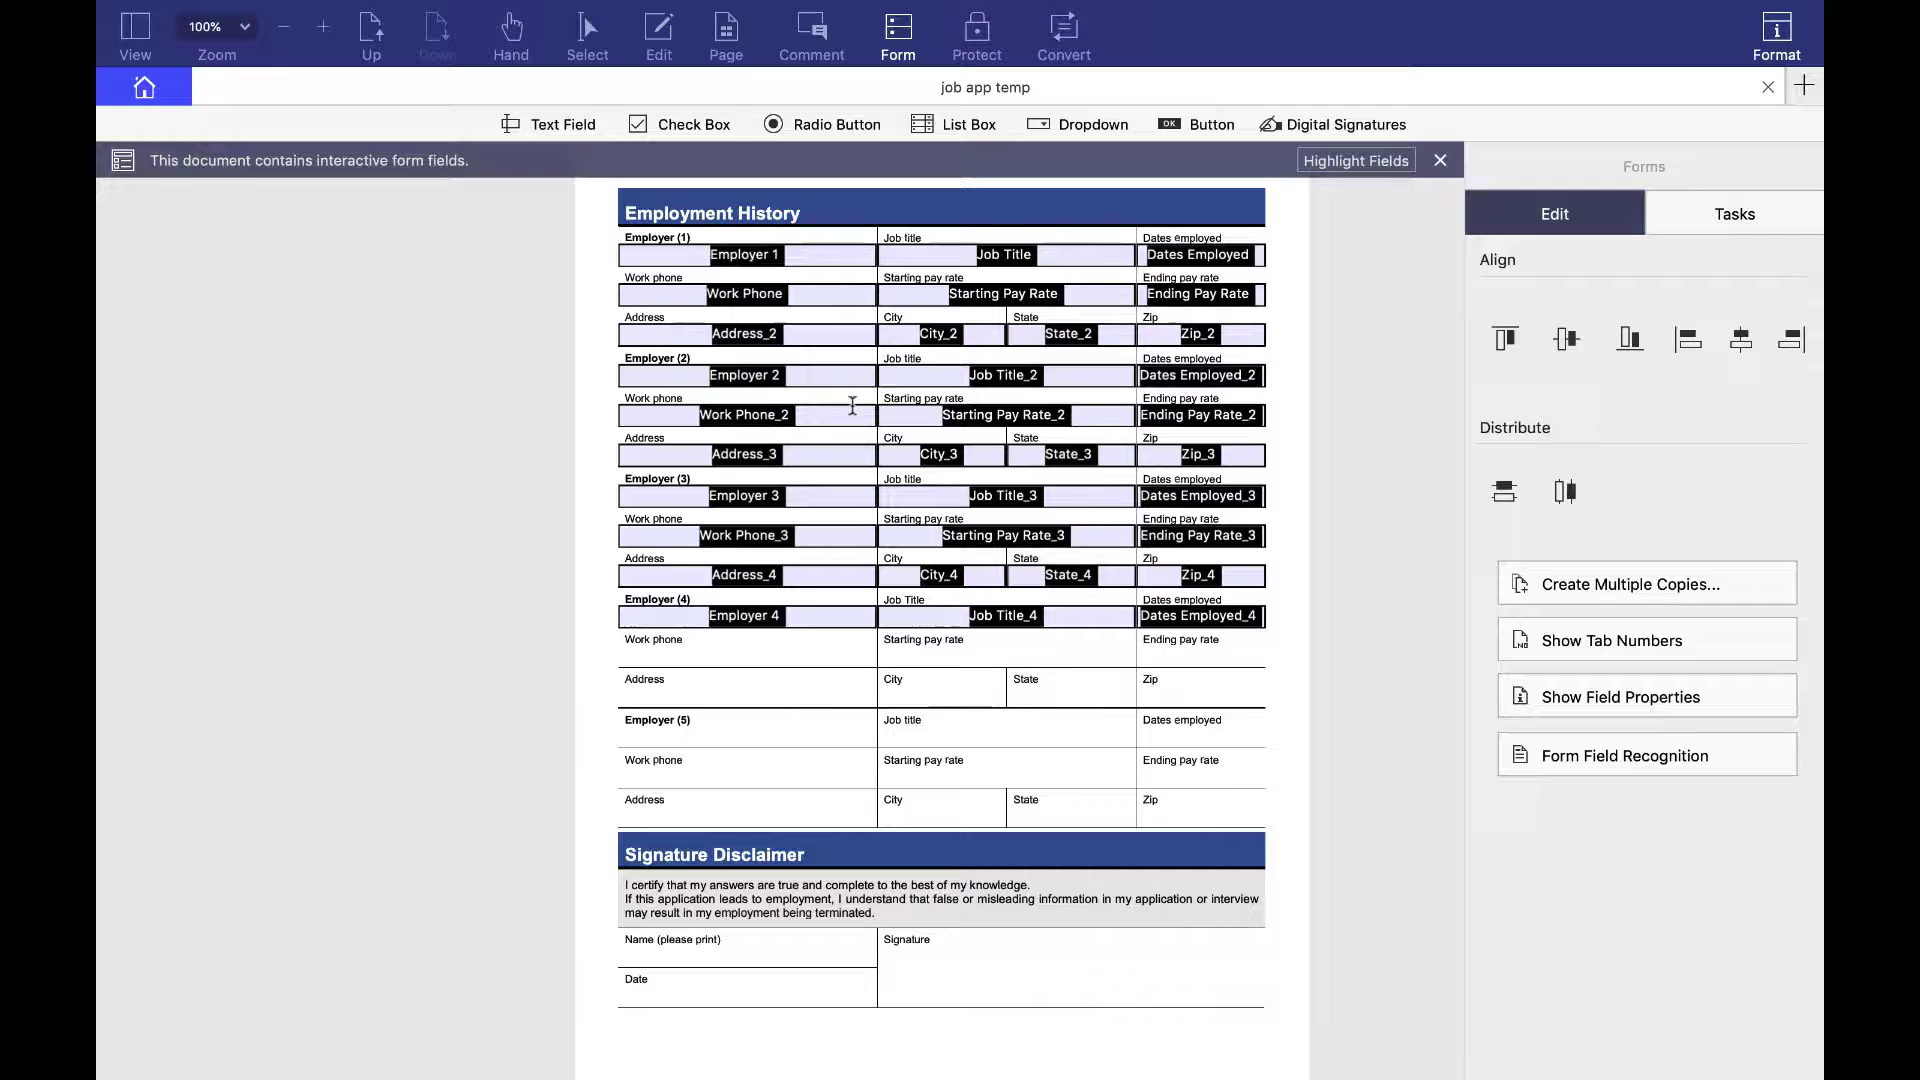 100%
View Zoom Up Down Hand Select Edit Page Comment Form Protect Convert Format
job app temp
Text Field Check Box Radio Button List Box Dropdown OK Button Digital Signatures
This document contains interactive form fields. Highlight Fields
Forms
Edit Tasks
Align
Distribute
Create Multiple Copies...
Show Tab Numbers
Show Field Properties
Form Field Recognition
Employment History
Employer (1) Job title Dates employed
Employer 1 Job Title Dates Employed
Work phone Starting pay rate Ending pay rate
Work Phone Starting Pay Rate Ending Pay Rate
Address City State Zip
Address_2 City_2 State_2 Zip_2
Employer (2) Job title Dates employed
Employer 2 Job Title_2 Dates Employed_2
Work phone Starting pay rate Ending pay rate
Work Phone_2 Starting Pay Rate_2 Ending Pay Rate_2
Address City State Zip
Address_3 City_3 State_3 Zip_3
Employer (3) Job title Dates employed
Employer 3 Job Title_3 Dates Employed_3
Work phone Starting pay rate Ending pay rate
Work Phone_3 Starting Pay Rate_3 Ending Pay Rate_3
Address City State Zip
Address_4 City_4 State_4 Zip_4
Employer (4) Job Title Dates employed
Employer 4 Job Title_4 Dates Employed_4
Work phone Starting pay rate Ending pay rate
Address City State Zip
Employer (5) Job title Dates employed
Work phone Starting pay rate Ending pay rate
Address City State Zip
Signature Disclaimer
I certify that my answers are true and complete to the best of my knowledge.
If this application leads to employment, I understand that false or misleading information in my application or interview
may result in my employment being terminated.
Name (please print) Signature
Date